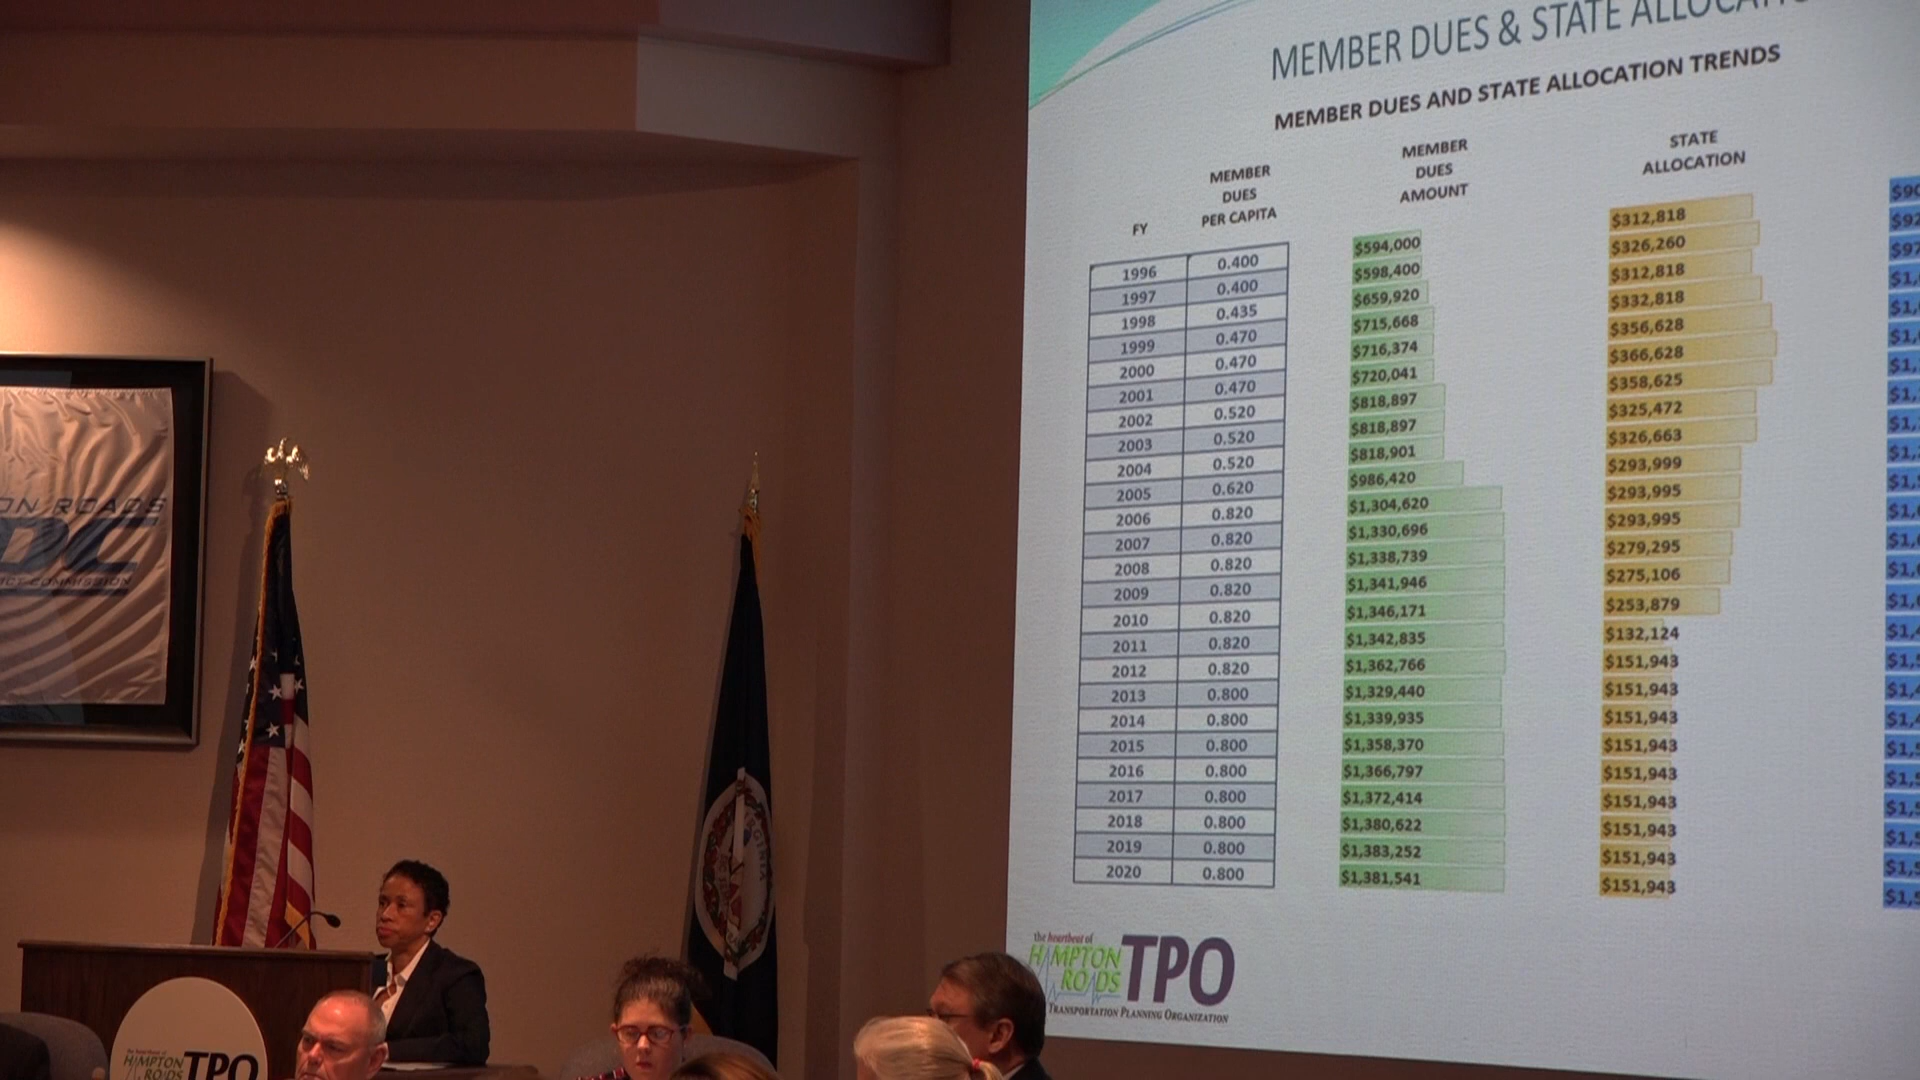 MEMBER DUES & STATE
MEMBER DUES AND STATE ALLOCATION TRENDS
FY
MEMBER
DUES
PER CAPITA
MEMBER
DUES
AMOUNT
STATE
ALLOCATION
1996 0.400 $594,000 $312,818
1997 0.400 $598,400 $326,260
1998 0.435 $659,920 $312,818
1999 0.470 $715,668 $332,818
2000 0.470 $716,374 $356,628
2001 0.470 $720,041 $366,628
2002 0.520 $818,897 $358,625
2003 0.520 $818,897 $325,472
2004 0.520 $818,901 $326,663
2005 0.620 $986,420 $293,999
2006 0.820 $1,304,620 $293,995
2007 0.820 $1,330,696 $293,995
2008 0.820 $1,338,739 $279,295
2009 0.820 $1,341,946 $275,106
2010 0.820 $1,346,171 $253,879
2011 0.820 $1,342,835 $132,124
2012 0.820 $1,362,766 $151,943
2013 0.800 $1,329,440 $151,943
2014 0.800 $1,339,935 $151,943
2015 0.800 $1,358,370 $151,943
2016 0.800 $1,366,797 $151,943
2017 0.800 $1,372,414 $151,943
2018 0.800 $1,380,622 $151,943
2019 0.800 $1,383,252 $151,943
2020 0.800 $1,381,541 $151,943
the heartbeat of
HAMPTON
ROADS
TPO
TRANSPORTATION PLANNING ORGANIZATION
ON ROADS
DC
COMMISSION
VIRGINIA
the heartbeat of
HAMPTON
ROADS
TPO